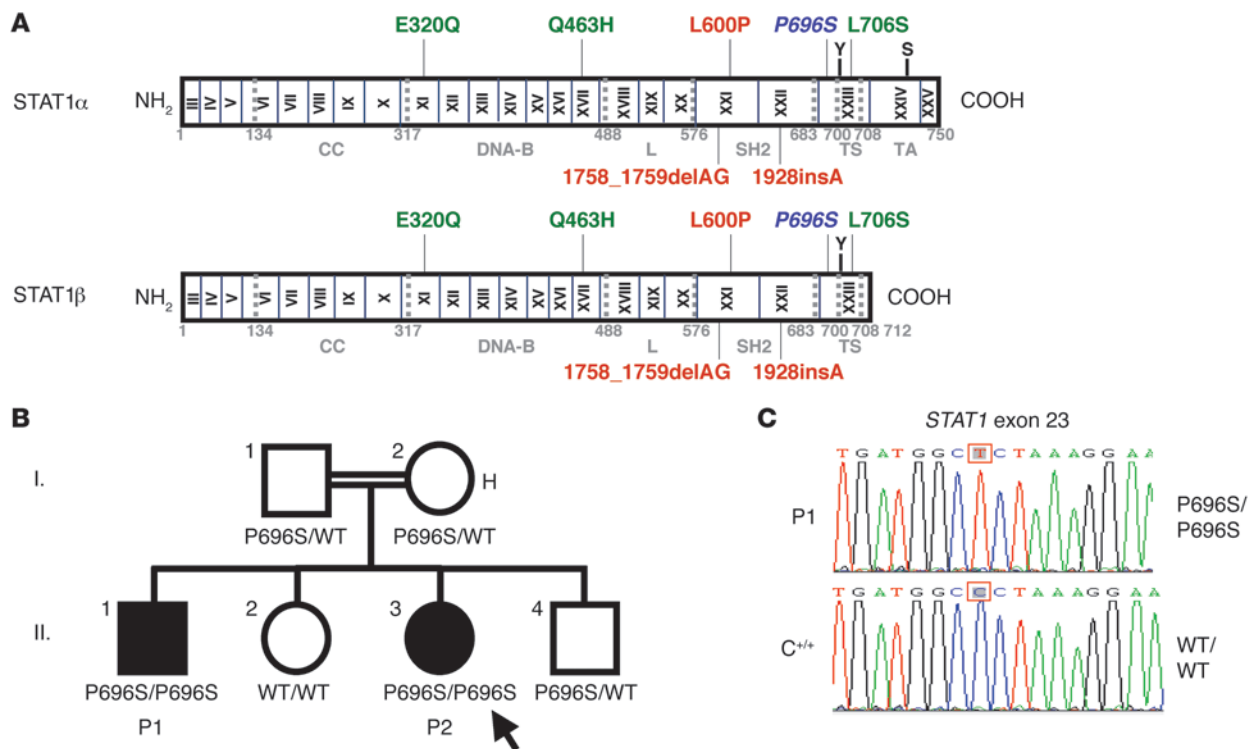 A
E320Q Q463H L600P P696S L706S
Y S
STAT1α NH2 III IV V VI VII VIII IX X XI XII XIII XIV XV XVI XVII XVIII XIX XX XXI XXII XXIII XXIV XXV COOH
1 134 317 488 576 683 700 708 750
CC DNA-B L SH2 TS TA
1758_1759delAG 1928insA
E320Q Q463H L600P P696S L706S
Y
STAT1β NH2 III IV V VI VII VIII IX X XI XII XIII XIV XV XVI XVII XVIII XIX XX XXI XXII XXIII COOH
1 134 317 488 576 683 700 708 712
CC DNA-B L SH2 TS
1758_1759delAG 1928insA
B
I.
1 2 H
P696S/WT P696S/WT
II.
1 2 3 4
P696S/P696S WT/WT P696S/P696S P696S/WT
P1 P2
C
STAT1 exon 23
T G A T G G C T C T A A A G G A A
P1 P696S/
P696S
T G A T G G C C C T A A A G G A A
C+/+ WT/
WT